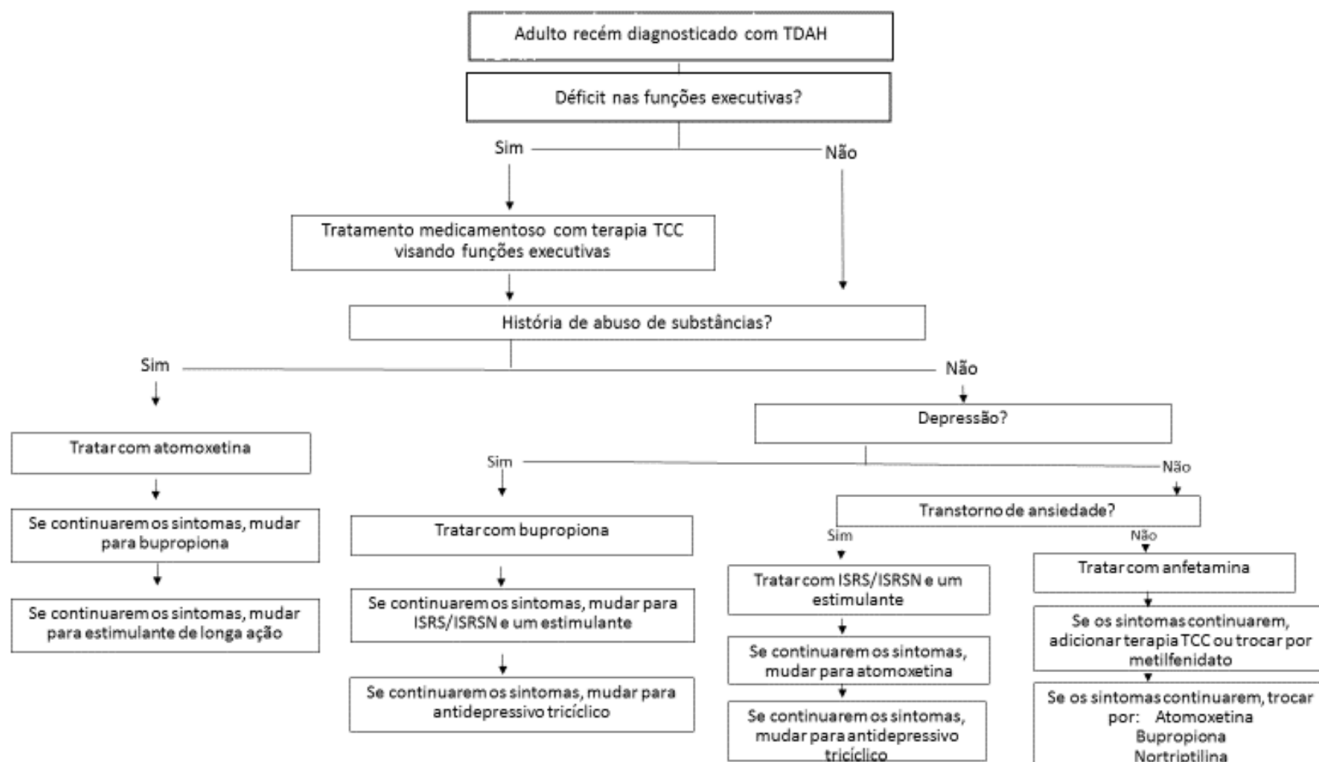 Adulto recém diagnosticado com TDAH
Déficit nas funções executivas?
Sim
Não
Tratamento medicamentoso com terapia TCC
visando funções executivas
História de abuso de substâncias?
Sim
Não
Depressão?
Tratar com atomoxetina
Sim
Não
Se continuarem os sintomas, mudar
para bupropiona
Tratar com bupropiona
Transtorno de ansiedade?
Sim
Não
Se continuarem os sintomas, mudar
para estimulante de longa ação
Se continuarem os sintomas, mudar para
ISRS/ISRSN e um estimulante
Tratar com ISRS/ISRSN e um
estimulante
Tratar com anfetamina
Se continuarem os sintomas, mudar para
antidepressivo tricíclico
Se continuarem os sintomas,
mudar para atomoxetina
Se os sintomas continuarem,
adicionar terapia TCC ou trocar por
metilfenidato
Se continuarem os sintomas,
mudar para antidepressivo
tricíclico
Se os sintomas continuarem, trocar
por: Atomoxetina
Bupropiona
Nortriptilina